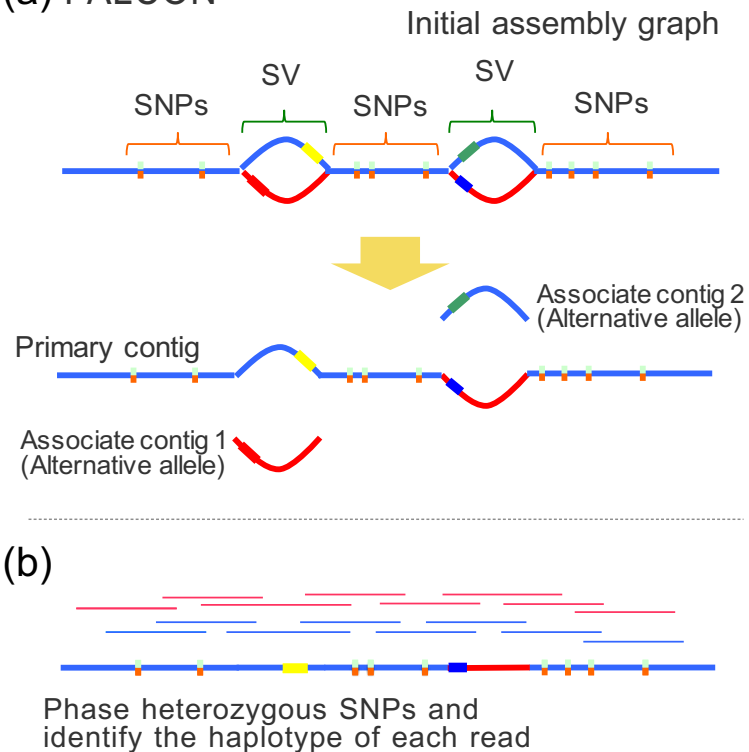 (a) FALCON
Initial assembly graph
SV
SV
SNPs
SNPs
SNPs
Associate contig 2
(Alternative allele)
Primary contig
Associate contig 1
(Alternative allele)
(b)
Phase heterozygous SNPs and
identify the haplotype of each read